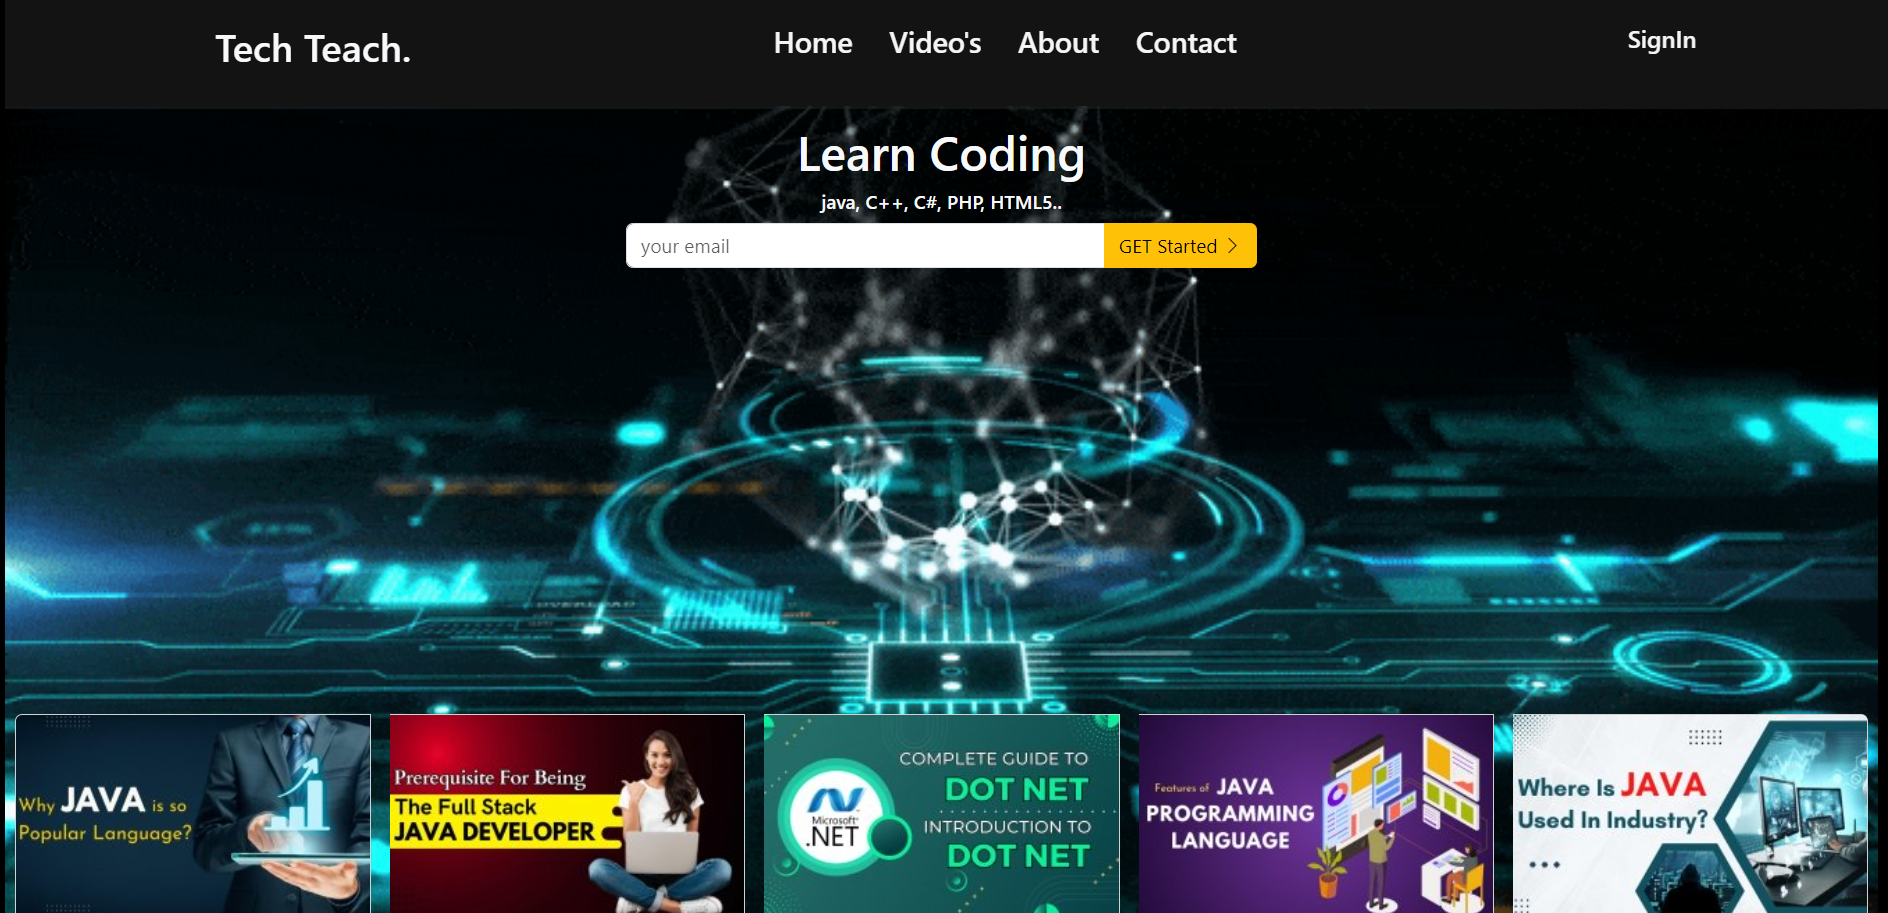 Tech Teach.
Home Video's About Contact
SignIn
Learn Coding
java, C++, C#, PHP, HTML5..
your email
GET Started
OVERLOAD
Why JAVA is so
Popular Language?
Prerequisite For Being
The Full Stack
JAVA DEVELOPER
Microsoft
.NET
COMPLETE GUIDE TO
DOT NET
INTRODUCTION TO
DOT NET
Features of JAVA
PROGRAMMING
LANGUAGE
Where Is JAVA
Used In Industry?